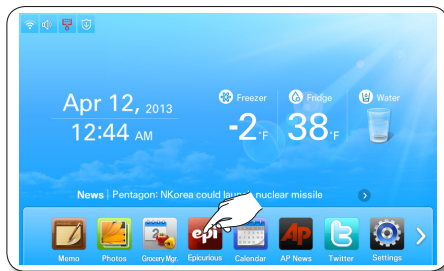 Apr 12, 2013
12:44 AM
Freezer
-2°F
Fridge
38°F
Water
News | Pentagon: NKorea could launch nuclear missile
Memo
Photos
Grocery Mgr.
epi
Epicurious
Calendar
AP
AP News
Twitter
Settings